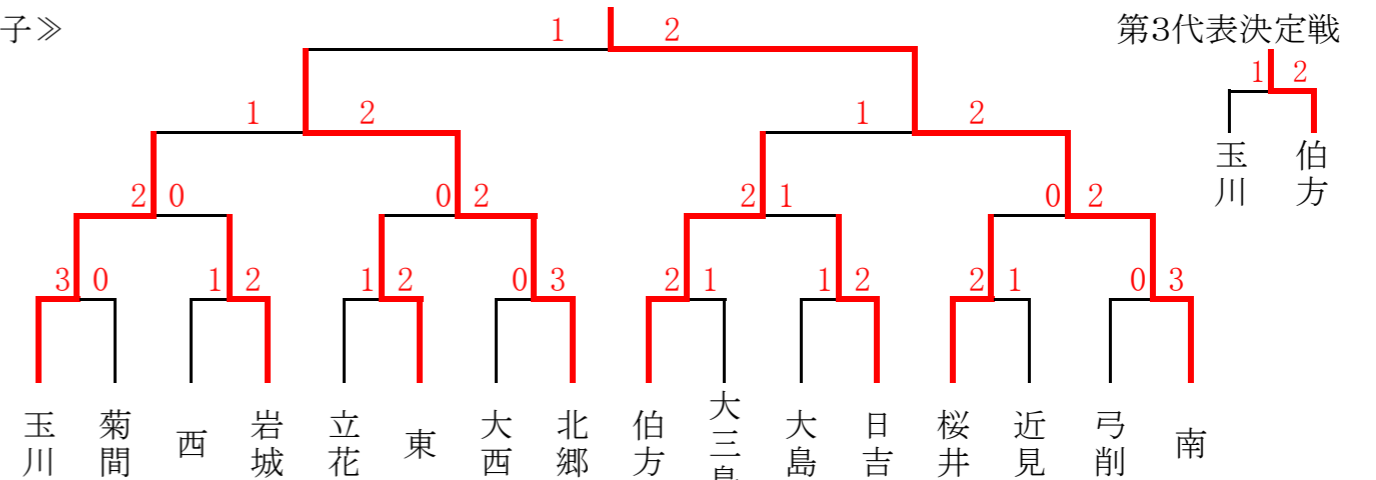 子≫
1 2
第3代表決定戦
1 2
玉川 伯方
1 2 1 2
2 0 0 2 2 1 0 2
3 0 1 2 1 2 0 3 2 1 1 2 2 1 0 3
玉川 菊間 西 岩城 立花 東 大西 北郷 伯方 大三島 大島 日吉 桜井 近見 弓削 南